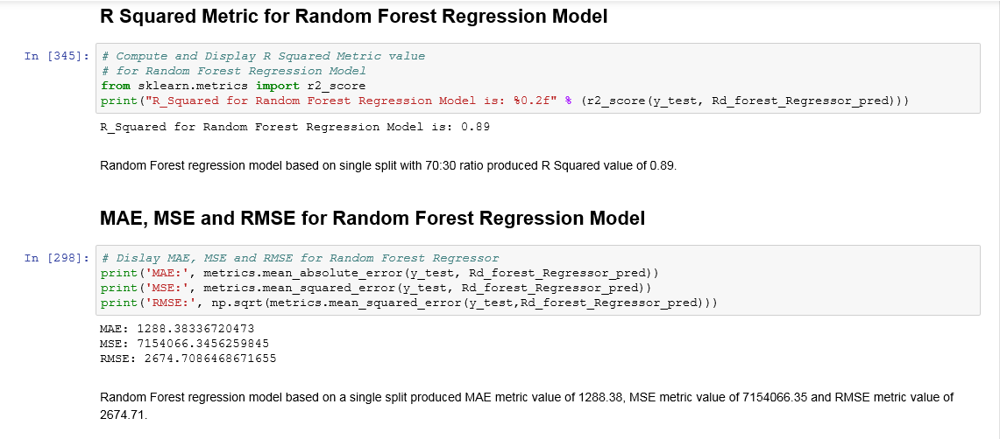 R Squared Metric for Random Forest Regression Model
In [345]: # Compute and Display R Squared Metric value
# for Random Forest Regression Model
from sklearn.metrics import r2_score
print("R_Squared for Random Forest Regression Model is: %0.2f" % (r2_score(y_test, Rd_forest_Regressor_pred)))
R_Squared for Random Forest Regression Model is: 0.89
Random Forest regression model based on single split with 70:30 ratio produced R Squared value of 0.89.
MAE, MSE and RMSE for Random Forest Regression Model
In [298]: # Dislay MAE, MSE and RMSE for Random Forest Regressor
print('MAE:', metrics.mean_absolute_error(y_test, Rd_forest_Regressor_pred))
print('MSE:', metrics.mean_squared_error(y_test, Rd_forest_Regressor_pred))
print('RMSE:', np.sqrt(metrics.mean_squared_error(y_test,Rd_forest_Regressor_pred)))
MAE: 1288.38336720473
MSE: 7154066.3456259845
RMSE: 2674.7086468671655
Random Forest regression model based on a single split produced MAE metric value of 1288.38, MSE metric value of 7154066.35 and RMSE metric value of
2674.71.